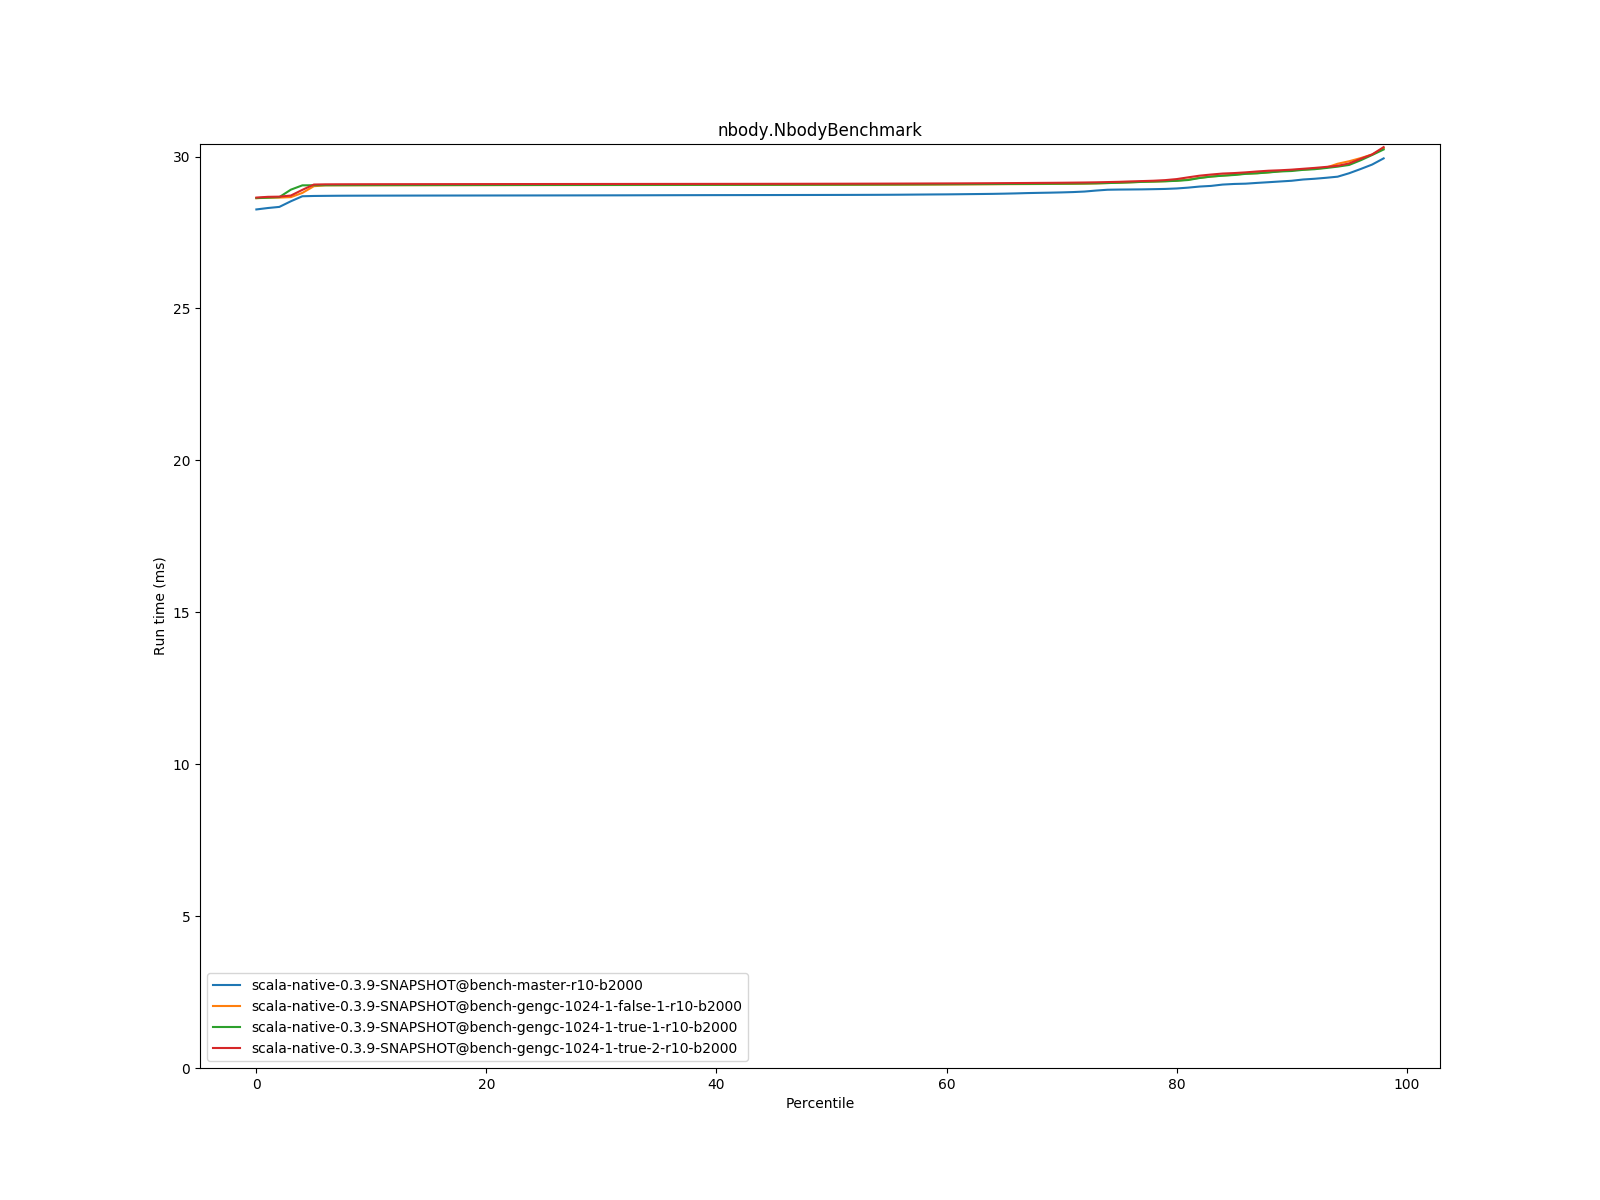 nbody.NbodyBenchmark
30
25
20
15
10
5
0
Run time (ms)
scala-native-0.3.9-SNAPSHOT@bench-master-r10-b2000
scala-native-0.3.9-SNAPSHOT@bench-gengc-1024-1-false-1-r10-b2000
scala-native-0.3.9-SNAPSHOT@bench-gengc-1024-1-true-1-r10-b2000
scala-native-0.3.9-SNAPSHOT@bench-gengc-1024-1-true-2-r10-b2000
0 20 40 60 80 100
Percentile